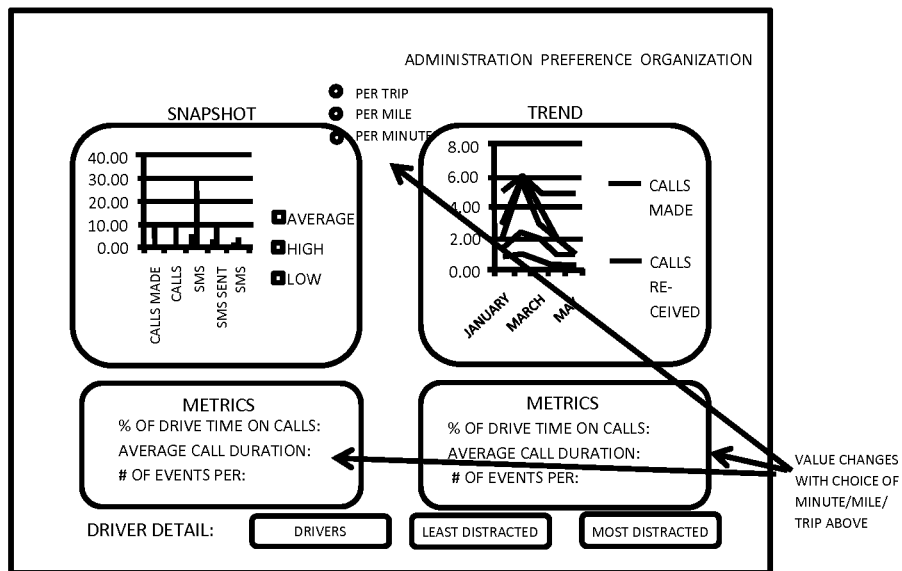 ADMINISTRATION PREFERENCE ORGANIZATION
PER TRIP
PER MILE
PER MINUTE
SNAPSHOT
40.00
30.00
20.00
10.00
0.00
CALLS MADE
CALLS
SMS
SMS SENT
SMS
AVERAGE
HIGH
LOW
TREND
8.00
6.00
4.00
2.00
0.00
JANUARY
MARCH
CALLS
MADE
CALLS
RE-
CEIVED
METRICS
% OF DRIVE TIME ON CALLS:
AVERAGE CALL DURATION:
# OF EVENTS PER:
METRICS
% OF DRIVE TIME ON CALLS:
AVERAGE CALL DURATION:
# OF EVENTS PER:
VALUE CHANGES
WITH CHOICE OF
MINUTE/MILE/
TRIP ABOVE
DRIVER DETAIL:
DRIVERS
LEAST DISTRACTED
MOST DISTRACTED